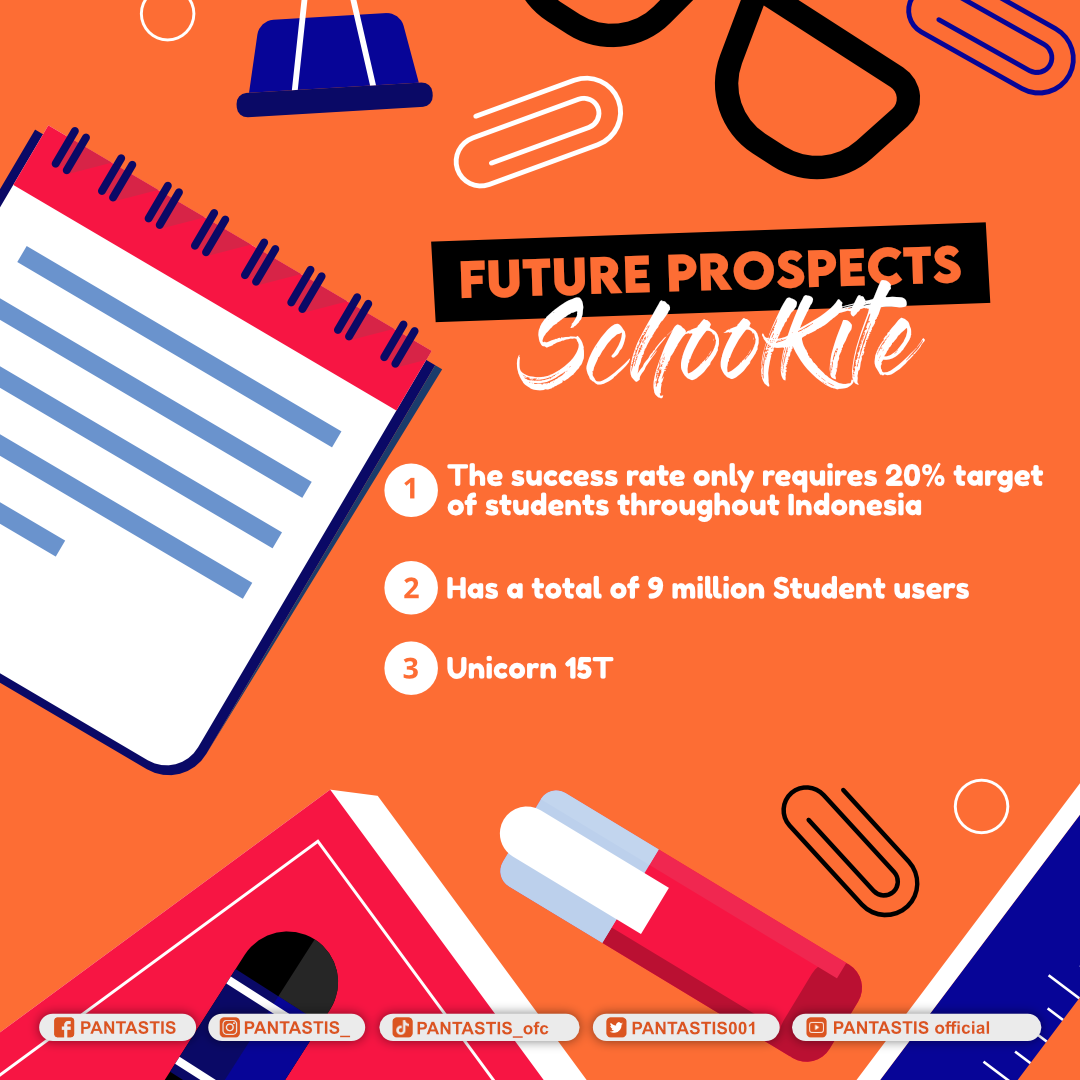 FUTURE PROSPECTS
SchoolKite
1 The success rate only requires 20% target
of students throughout Indonesia
2 Has a total of 9 million Student users
3 Unicorn 15T
PANTASTIS PANTASTIS_ PANTASTIS_ofc PANTASTIS001 PANTASTIS official